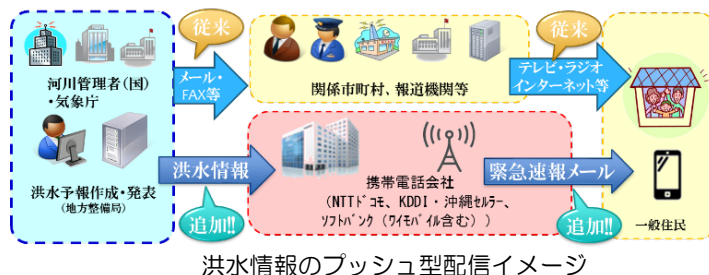 従来
従来
河川管理者(国)
・気象庁
メール・
FAX等
関係市町村、報道機関等
テレビ・ラジオ
インターネット等
洪水予報作成・発表
(地方整備局)
洪水情報
追加!!
携帯電話会社
(NTTドコモ、KDDI・沖縄セルラー、
ソフトバンク(ワイモバイル含む))
緊急速報メール
追加!!
一般住民
洪水情報のプッシュ型配信イメージ